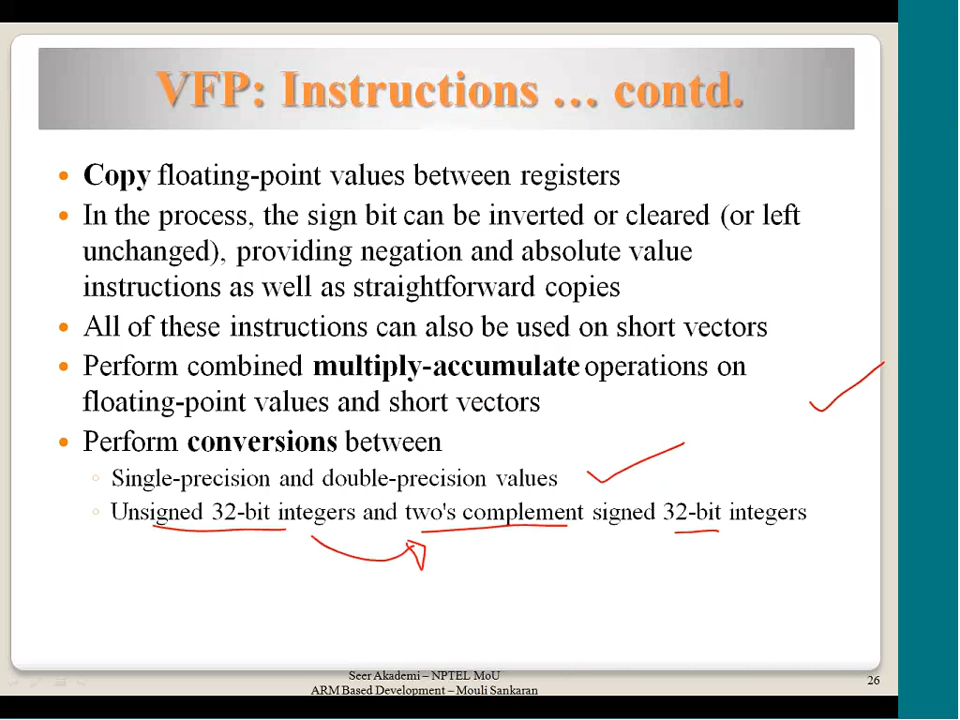 VFP: Instructions … contd.
Copy floating-point values between registers
In the process, the sign bit can be inverted or cleared (or left
unchanged), providing negation and absolute value
instructions as well as straightforward copies
All of these instructions can also be used on short vectors
Perform combined multiply-accumulate operations on
floating-point values and short vectors
Perform conversions between
Single-precision and double-precision values
Unsigned 32-bit integers and two's complement signed 32-bit integers
Seer Akademi – NPTEL MoU
ARM Based Development – Mouli Sankaran
26